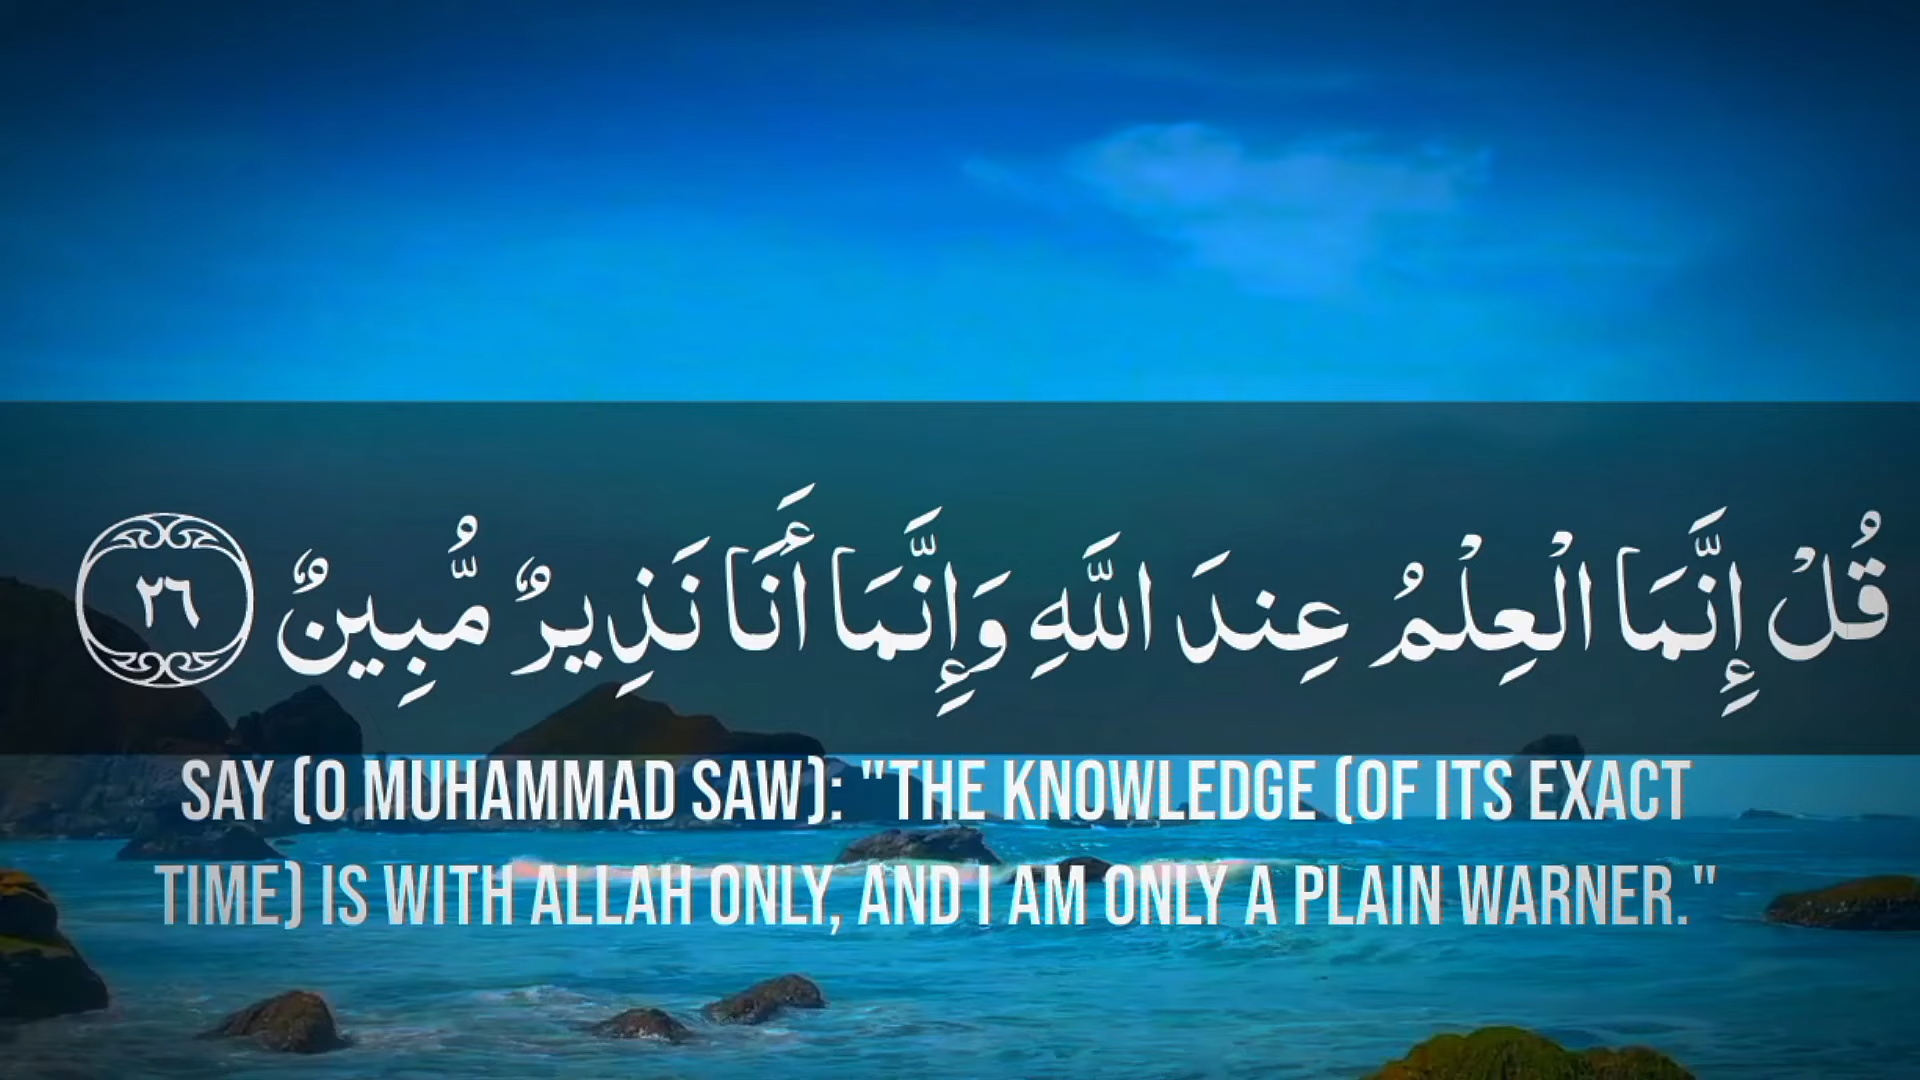 قُلْ إِنَّمَا الْعِلْمُ عِندَ اللَّهِ وَإِنَّمَا أَنَا نَذِيرٌ مُّبِينٌ ٢٦
SAY (O MUHAMMAD SAW): "THE KNOWLEDGE (OF ITS EXACT
TIME) IS WITH ALLAH ONLY, AND I AM ONLY A PLAIN WARNER."